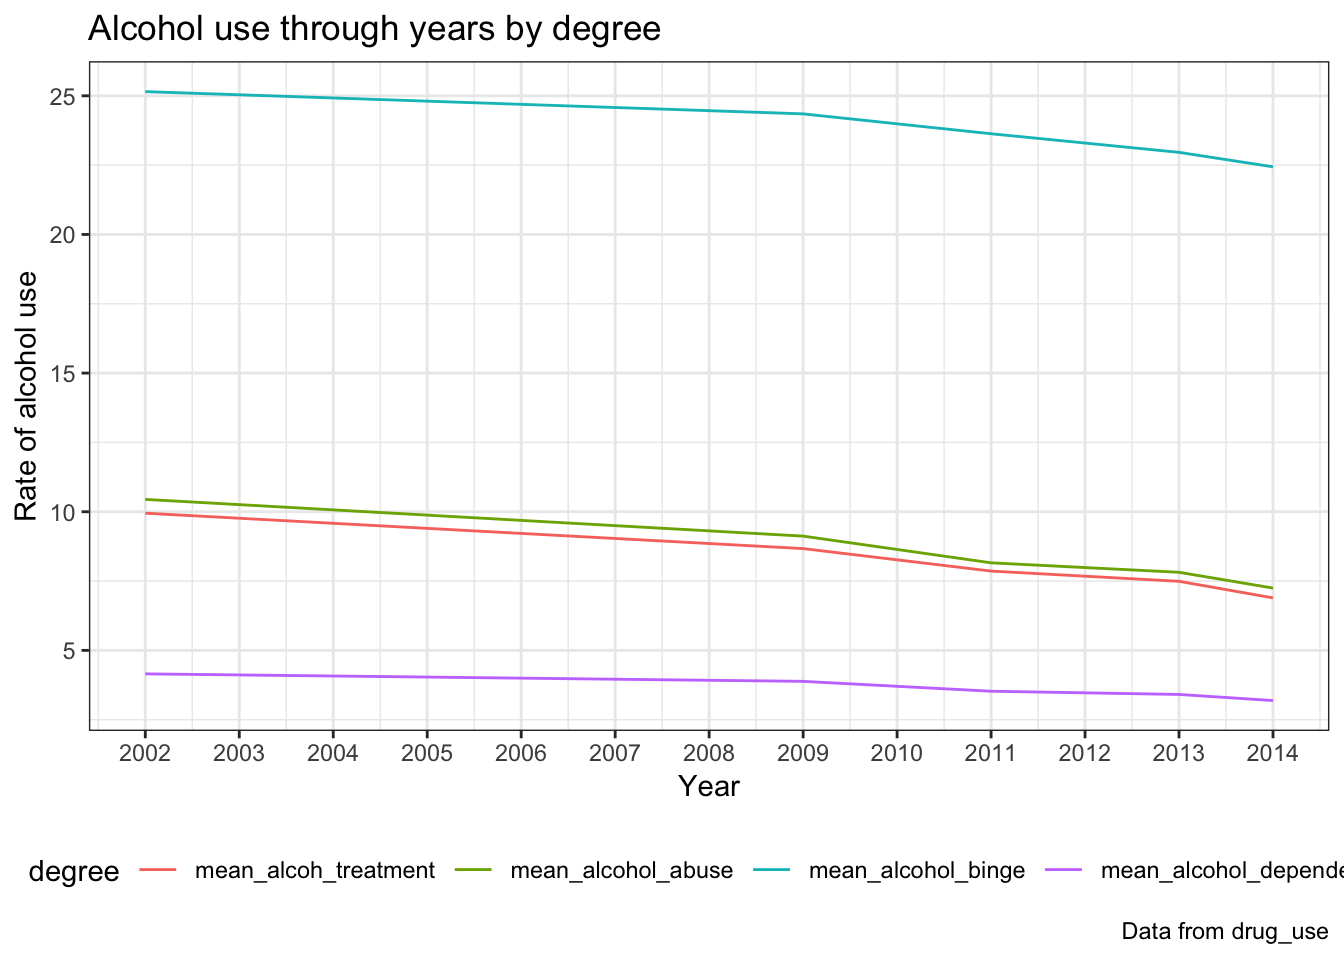 Alcohol use through years by degree
25
20
15
10
5
Rate of alcohol use
2002 2003 2004 2005 2006 2007 2008 2009 2010 2011 2012 2013 2014
Year
degree mean_alcoh_treatment mean_alcohol_abuse mean_alcohol_binge mean_alcohol_depende
Data from drug_use